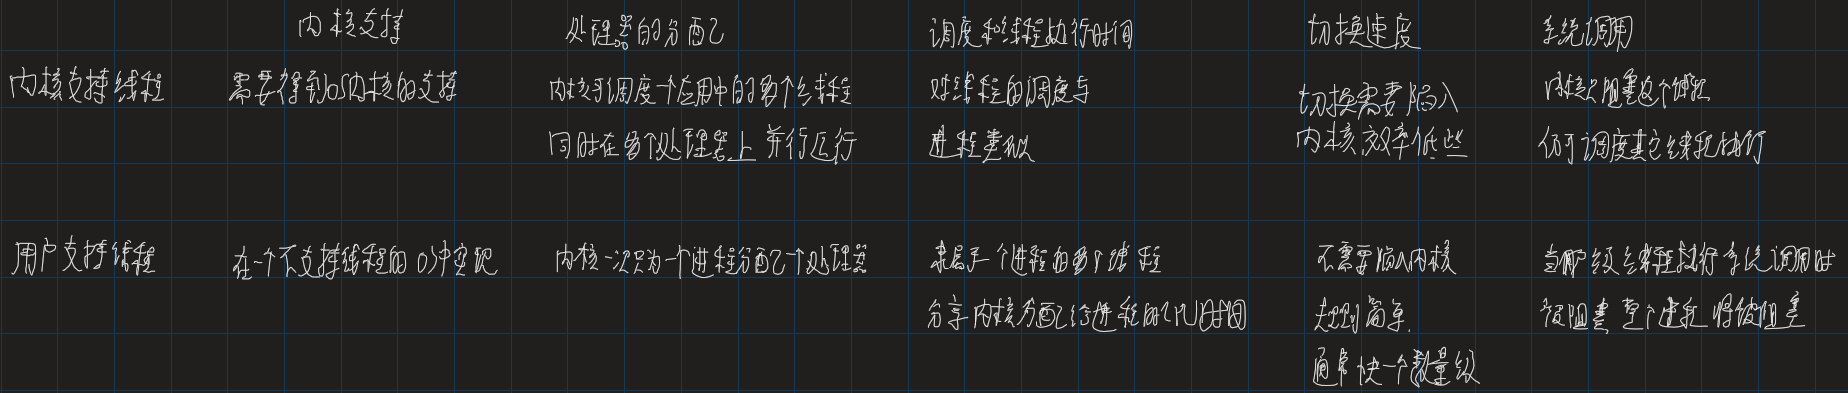 内核支持 处理器的分配 调度和线程执行时间 切换速度 系统调用
内核支持线程 需要得到OS内核的支持 内核可调度一个应用中的多个线程 对线程的调度与 切换需要陷入 内核只阻塞这个线程
同时在多个处理器上并行运行 进程类似 内核效率低些 仍可调度其它线程执行
用户支持线程 在一个不支持线程的OS中实现 内核一次只为一个进程分配一个处理器 隶属于一个进程的多个线程 不需要陷入内核 当用户级线程执行系统调用时
分享内核分配给进程的CPU时间 规则简单. 被阻塞 整个进程将被阻塞
通常快一个数量级